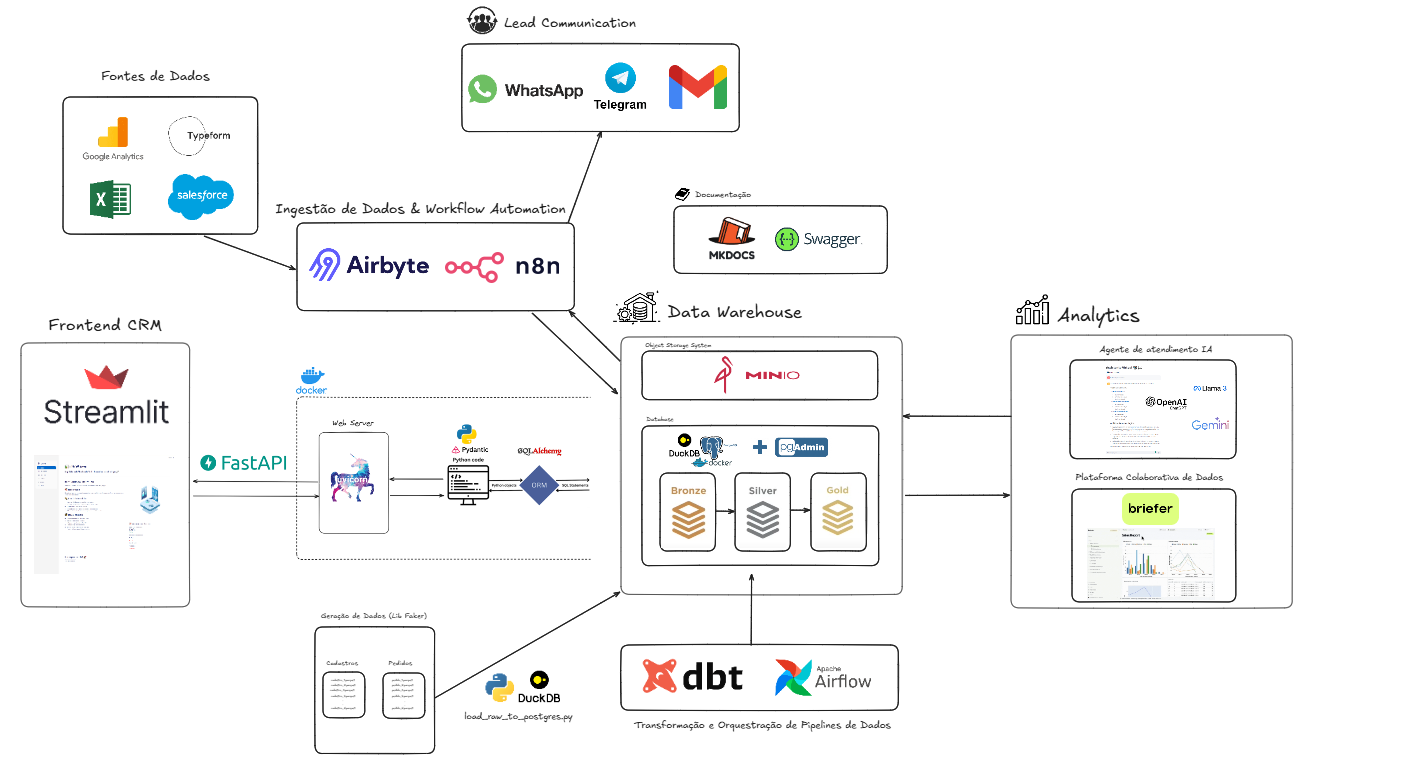 Lead Communication
WhatsApp
Telegram
Fontes de Dados
Google Analytics
Typeform
salesforce
Ingestão de Dados & Workflow Automation
Airbyte
n8n
Documentação
MKDOCS
Swagger
Frontend CRM
Streamlit
FastAPI
docker
Web Server
uvicorn
Pydantic
Python code
SQLAlchemy
Python objects
ORM
SQL Statements
Data Warehouse
Object Storage System
MINIO
Database
DuckDB
docker
pgAdmin
Bronze
Silver
Gold
Analytics
Agente de atendimento IA
Llama 3
OpenAI
ChatGPT
Gemini
Plataforma Colaborativa de Dados
briefer
Geração de Dados (Lib Faker)
Cadastros
Pedidos
DuckDB
load_raw_to_postgres.py
dbt
Apache
Airflow
Transformação e Orquestração de Pipelines de Dados